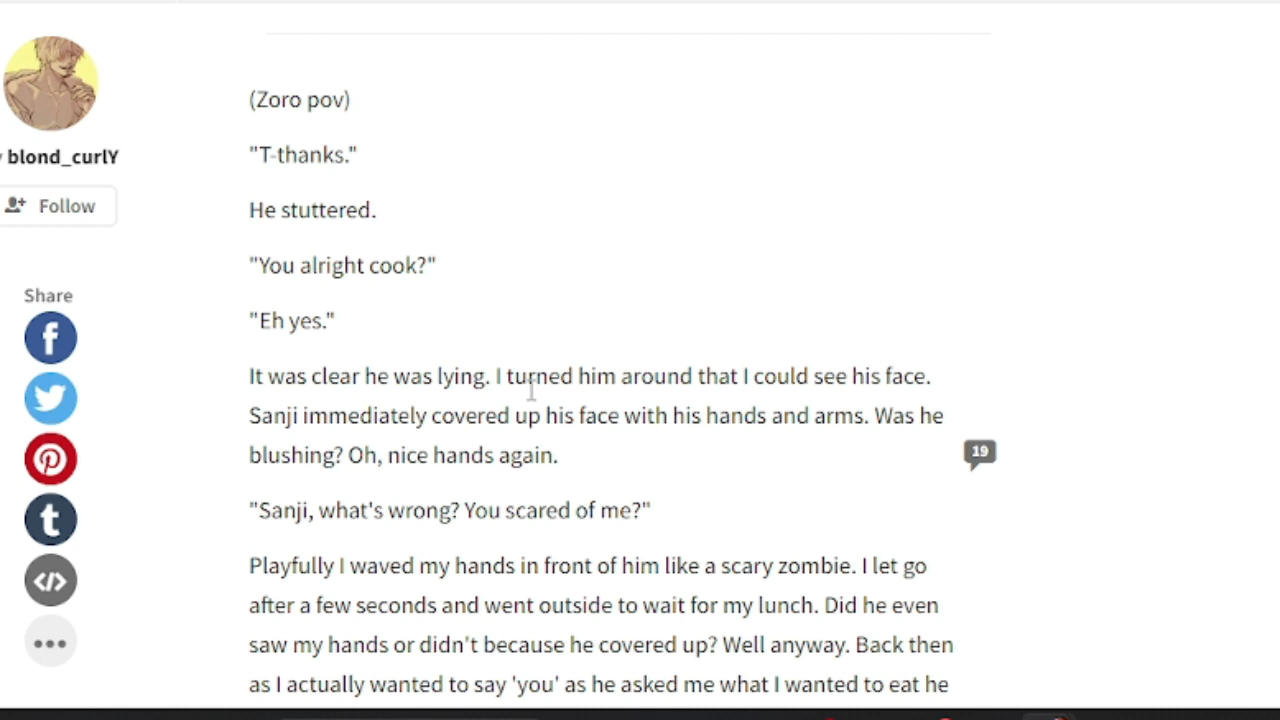 (Zoro pov)
"T-thanks."
blond_curlY
He stuttered.
Follow
"You alright cook?"
Share
"Eh yes."
It was clear he was lying. I turned him around that I could see his face.
Sanji immediately covered up his face with his hands and arms. Was he
blushing? Oh, nice hands again.
19
"Sanji, what's wrong? You scared of me?"
Playfully I waved my hands in front of him like a scary zombie. I let go
after a few seconds and went outside to wait for my lunch. Did he even
saw my hands or didn't because he covered up? Well anyway. Back then
as I actually wanted to say 'you' as he asked me what I wanted to eat he